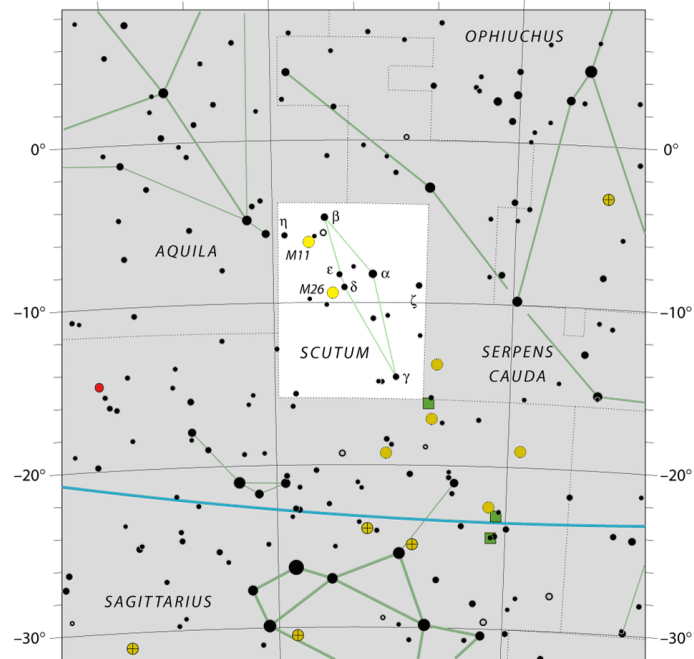 OPHIUCHUS
0°
0°
β
η
M11
AQUILA
ε
α
δ
M26
ζ
-10°
-10°
SCUTUM
SERPENS
CAUDA
γ
-20°
-20°
SAGITTARIUS
-30°
-30°